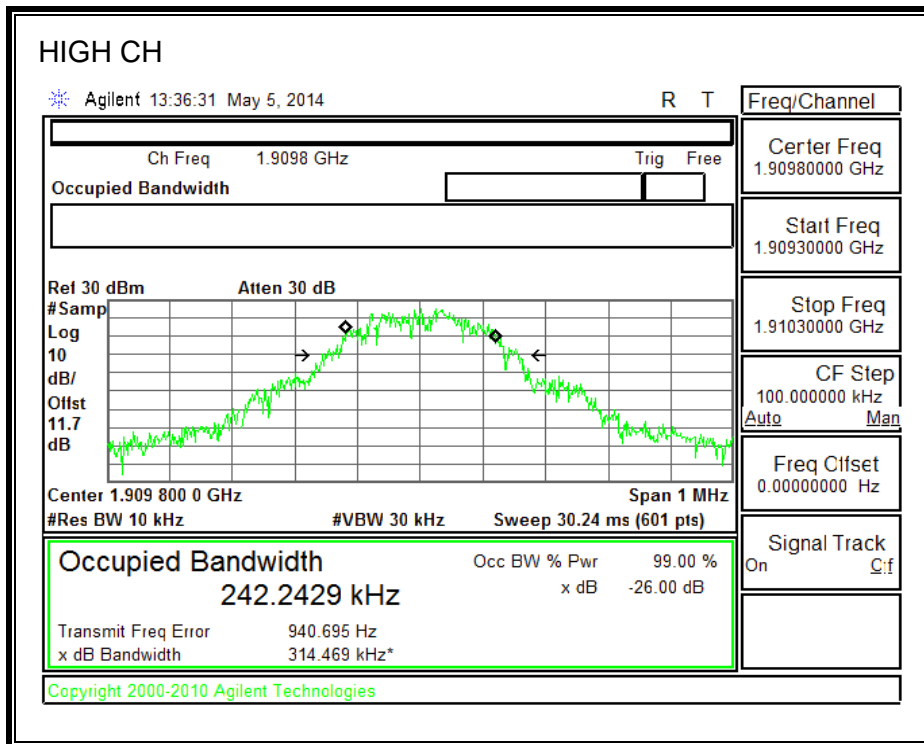 HIGH CH
Agilent 13:36:31 May 5, 2014 R T
Freq/Channel
Ch Freq 1.9098 GHz Trig Free
Occupied Bandwidth
Center Freq
1.90980000 GHz
Start Freq
1.90930000 GHz
Stop Freq
1.91030000 GHz
CF Step
100.000000 kHz
Auto Man
Freq Offset
0.00000000 Hz
Signal Track
On Off
Ref 30 dBm Atten 30 dB
#Samp
Log
10
dB/
Offst
11.7
dB
Center 1.909 800 0 GHz Span 1 MHz
#Res BW 10 kHz #VBW 30 kHz Sweep 30.24 ms (601 pts)
Occupied Bandwidth Occ BW % Pwr 99.00 %
242.2429 kHz x dB -26.00 dB
Transmit Freq Error 940.695 Hz
x dB Bandwidth 314.469 kHz*
Copyright 2000-2010 Agilent Technologies